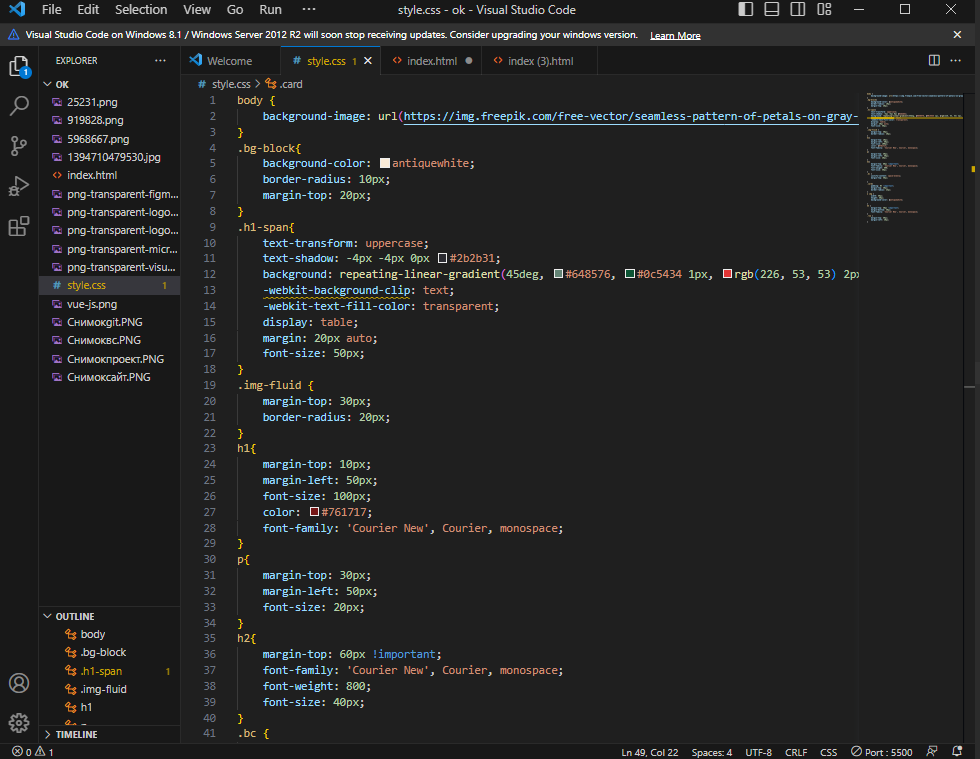 File Edit Selection View Go Run ··· style.css - ok - Visual Studio Code
Visual Studio Code on Windows 8.1 / Windows Server 2012 R2 will soon stop receiving updates. Consider upgrading your windows version. Learn More
EXPLORER ···
1
OK
25231.png
919828.png
5968667.png
1394710479530.jpg
index.html
png-transparent-figm...
png-transparent-logo...
png-transparent-logo...
png-transparent-micr...
png-transparent-visu...
style.css 1
vue-js.png
Снимокgit.PNG
Снимоквс.PNG
Снимокпроект.PNG
Снимоксайт.PNG
OUTLINE
body
.bg-block
.h1-span 1
.img-fluid
h1
TIMELINE
Welcome # style.css 1 index.html index (3).html ···
# style.css > .card
1 body {
2 background-image: url(https://img.freepik.com/free-vector/seamless-pattern-of-petals-on-gray-
3 }
4 .bg-block{
5 background-color: antiquewhite;
6 border-radius: 10px;
7 margin-top: 20px;
8 }
9 .h1-span{
10 text-transform: uppercase;
11 text-shadow: -4px -4px 0px #2b2b31;
12 background: repeating-linear-gradient(45deg, #648576, #0c5434 1px, rgb(226, 53, 53) 2px
13 -webkit-background-clip: text;
14 -webkit-text-fill-color: transparent;
15 display: table;
16 margin: 20px auto;
17 font-size: 50px;
18 }
19 .img-fluid {
20 margin-top: 30px;
21 border-radius: 20px;
22 }
23 h1{
24 margin-top: 10px;
25 margin-left: 50px;
26 font-size: 100px;
27 color: #761717;
28 font-family: 'Courier New', Courier, monospace;
29 }
30 p{
31 margin-top: 30px;
32 margin-left: 50px;
33 font-size: 20px;
34 }
35 h2{
36 margin-top: 60px !important;
37 font-family: 'Courier New', Courier, monospace;
38 font-weight: 800;
39 font-size: 40px;
40 }
41 .bc {
0 1 Ln 49, Col 22 Spaces: 4 UTF-8 CRLF CSS Port : 5500